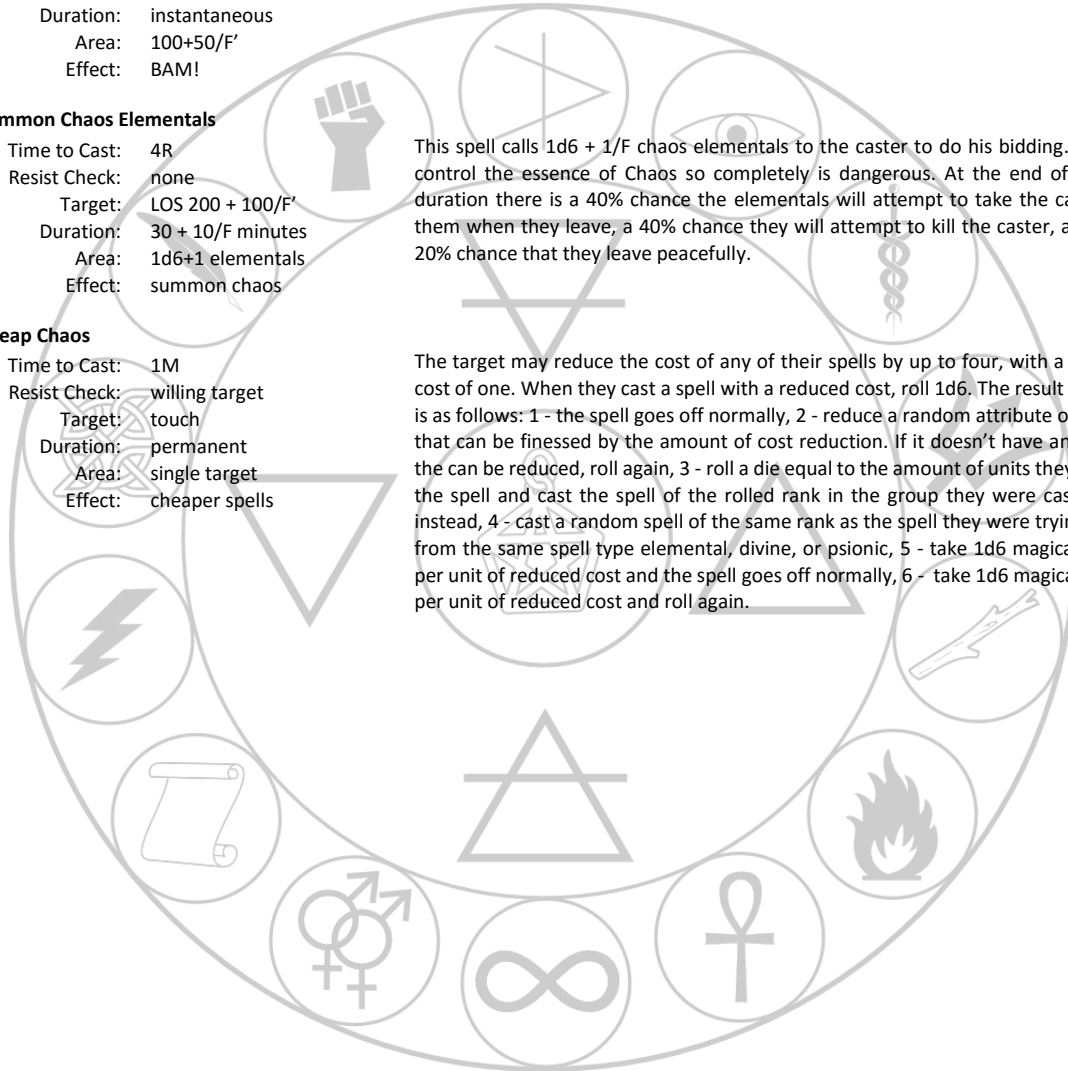 Duration: instantaneous
Area: 100+50/F’
Effect: BAM!
mmon Chaos Elementals
Time to Cast: 4R
Resist Check: none
Target: LOS 200 + 100/F’
Duration: 30 + 10/F minutes
Area: 1d6+1 elementals
Effect: summon chaos
This spell calls 1d6 + 1/F chaos elementals to the caster to do his bidding.
control the essence of Chaos so completely is dangerous. At the end of
duration there is a 40% chance the elementals will attempt to take the ca
them when they leave, a 40% chance they will attempt to kill the caster, a
20% chance that they leave peacefully.
eap Chaos
Time to Cast: 1M
Resist Check: willing target
Target: touch
Duration: permanent
Area: single target
Effect: cheaper spells
The target may reduce the cost of any of their spells by up to four, with a
cost of one. When they cast a spell with a reduced cost, roll 1d6. The result
is as follows: 1 - the spell goes off normally, 2 - reduce a random attribute o
that can be finessed by the amount of cost reduction. If it doesn’t have an
the can be reduced, roll again, 3 - roll a die equal to the amount of units they
the spell and cast the spell of the rolled rank in the group they were cas
instead, 4 - cast a random spell of the same rank as the spell they were tryin
from the same spell type elemental, divine, or psionic, 5 - take 1d6 magica
per unit of reduced cost and the spell goes off normally, 6 - take 1d6 magica
per unit of reduced cost and roll again.